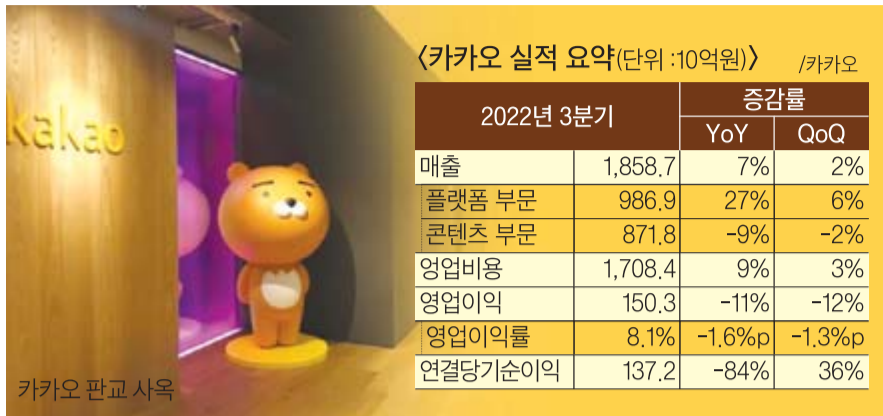 kakao
카카오 판교 사옥
〈카카오 실적 요약(단위 :10억원)〉 /카카오
2022년 3분기 증감률
YoY QoQ
매출 1,858.7 7% 2%
플랫폼 부문 986.9 27% 6%
콘텐츠 부문 871.8 -9% -2%
영업비용 1,708.4 9% 3%
영업이익 150.3 -11% -12%
영업이익률 8.1% -1.6%p -1.3%p
연결당기순이익 137.2 -84% 36%